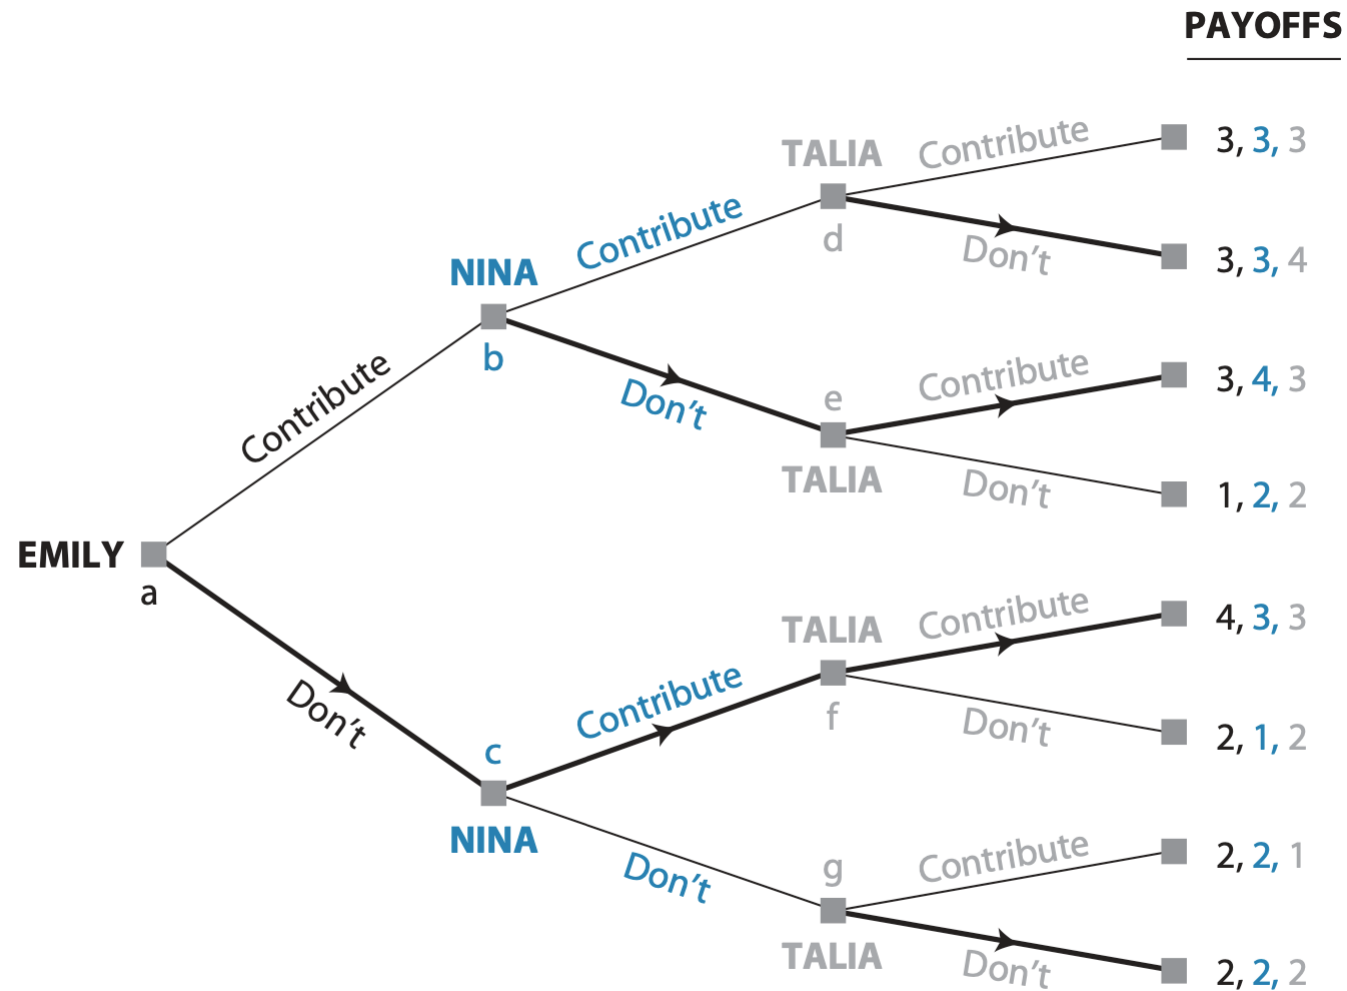 PAYOFFS
TALIA
Contribute
3, 3, 3
d
Don't
3, 3, 4
NINA
Contribute
b
Don't
e
TALIA
Contribute
3, 4, 3
Don't
1, 2, 2
Contribute
EMILY
a
Don't
TALIA
Contribute
4, 3, 3
f
Don't
2, 1, 2
c
NINA
Contribute
Don't
g
TALIA
Contribute
2, 2, 1
Don't
2, 2, 2